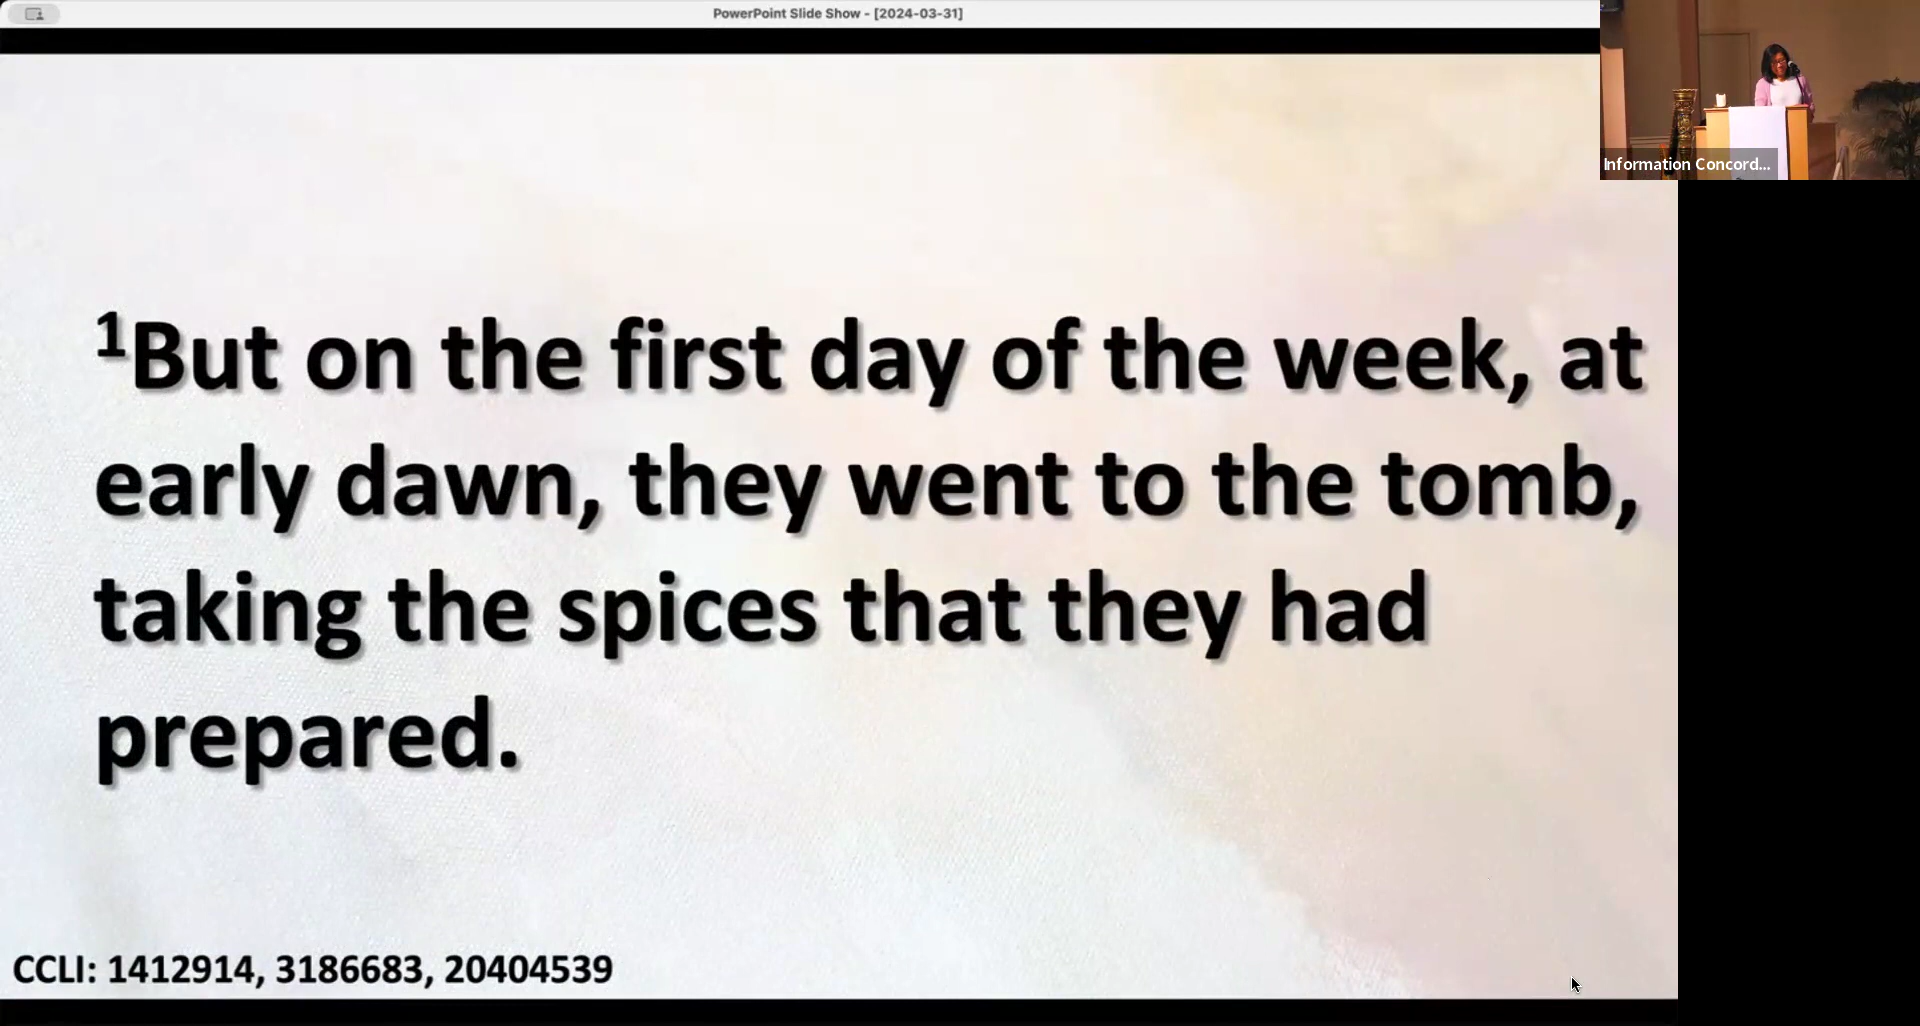 PowerPoint Slide Show - [2024-03-31]
Information Concord...
¹But on the first day of the week, at
early dawn, they went to the tomb,
taking the spices that they had
prepared.
CCLI: 1412914, 3186683, 20404539